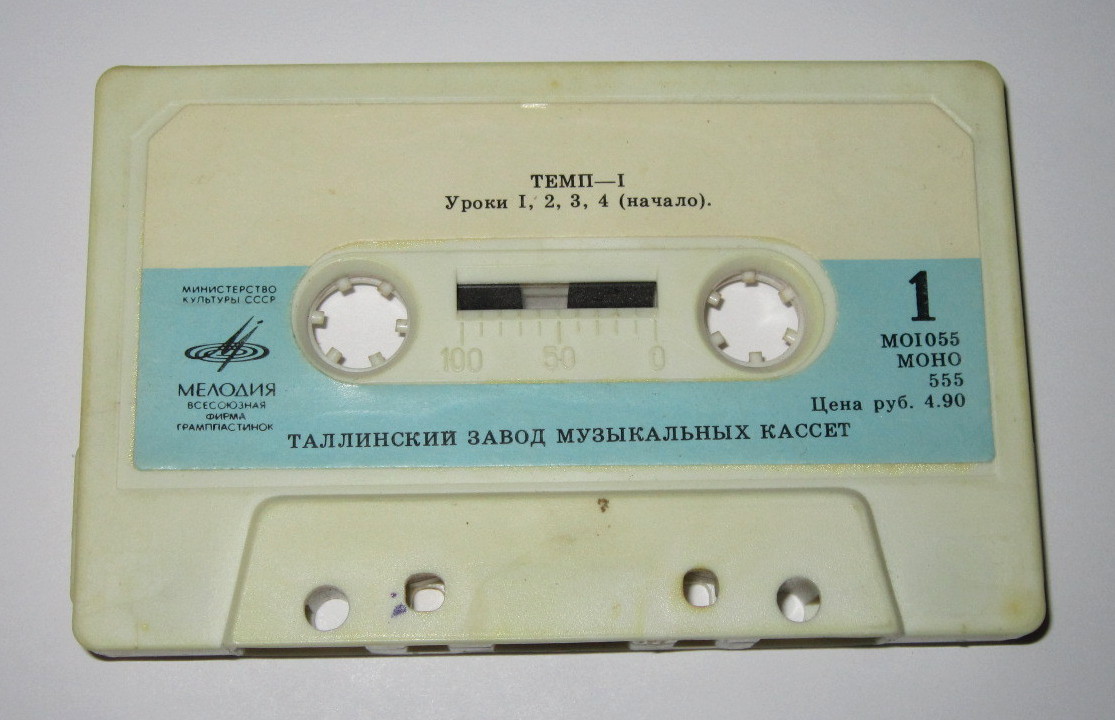 ТЕМП—I
Уроки I, 2, 3, 4 (начало).
МИНИСТЕРСТВО
КУЛЬТУРЫ СССР
МЕЛОДИЯ
ВСЕСОЮЗНАЯ
ФИРМА
ГРАМПЛАСТИНОК
100 50 0
1
МОI055
МОНО
555
Цена руб. 4.90
ТАЛЛИНСКИЙ ЗАВОД МУЗЫКАЛЬНЫХ КАССЕТ